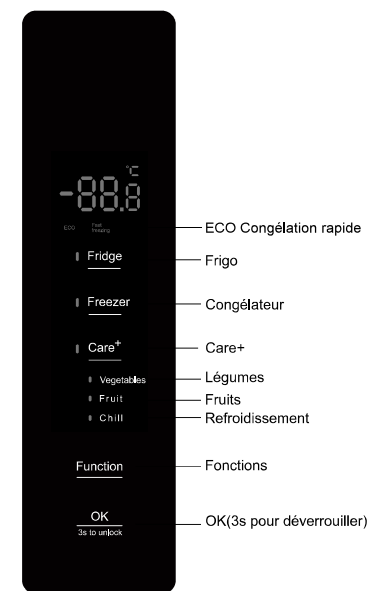 °C
-88.8
ECO Fast freezing ECO Congélation rapide
Fridge Frigo
Freezer Congélateur
Care+ Care+
Vegetables Légumes
Fruit Fruits
Chill Refroidissement
Function Fonctions
OK
3s to unlock OK(3s pour déverrouiller)